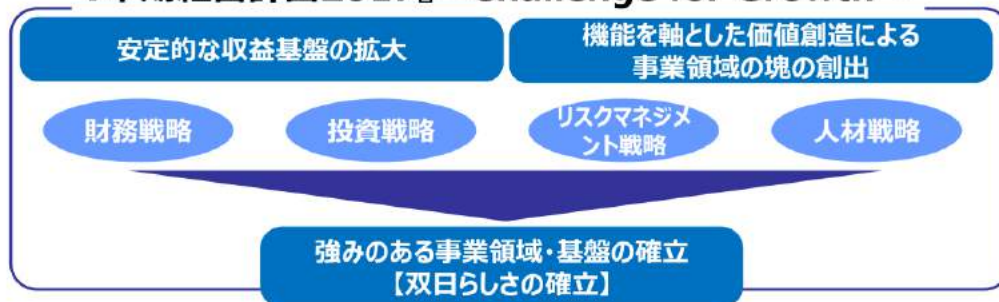 安定的な収益基盤の拡大
機能を軸とした価値創造による
事業領域の塊の創出
財務戦略
投資戦略
リスクマネジメ
ント戦略
人材戦略
強みのある事業領域・基盤の確立
【双日らしさの確立】